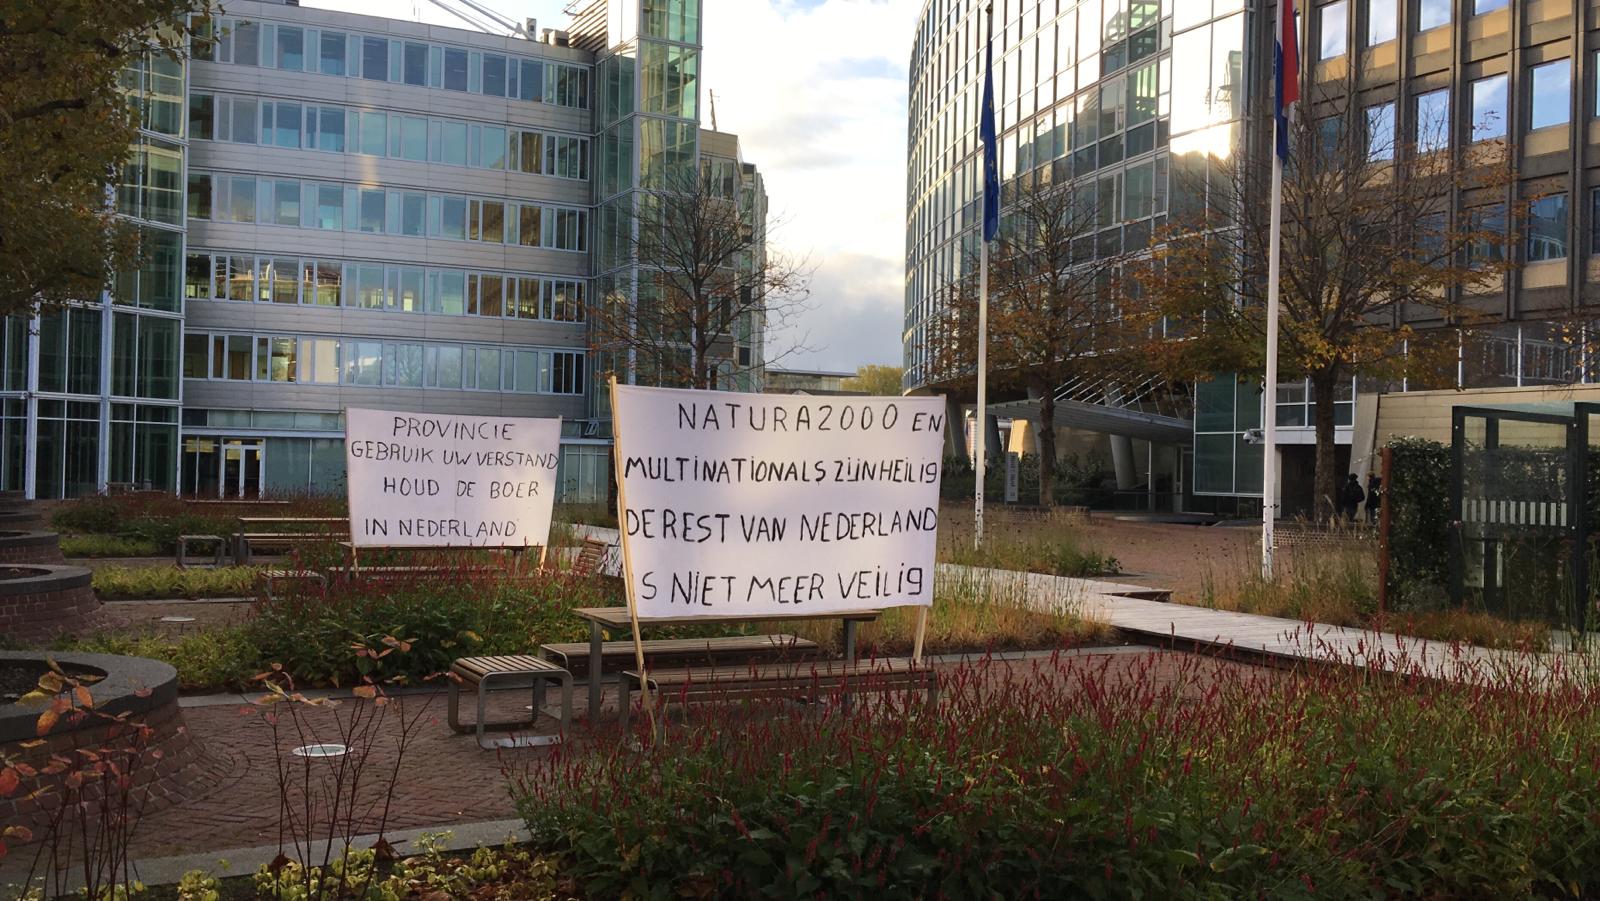 PROVINCIE
GEBRUIK UW VERSTAND
HOUD DE BOER
IN NEDERLAND
NATURA2000 EN
MULTINATIONALS ZIJN HEILIG
DE REST VAN NEDERLAND
S NIET MEER VEILIG